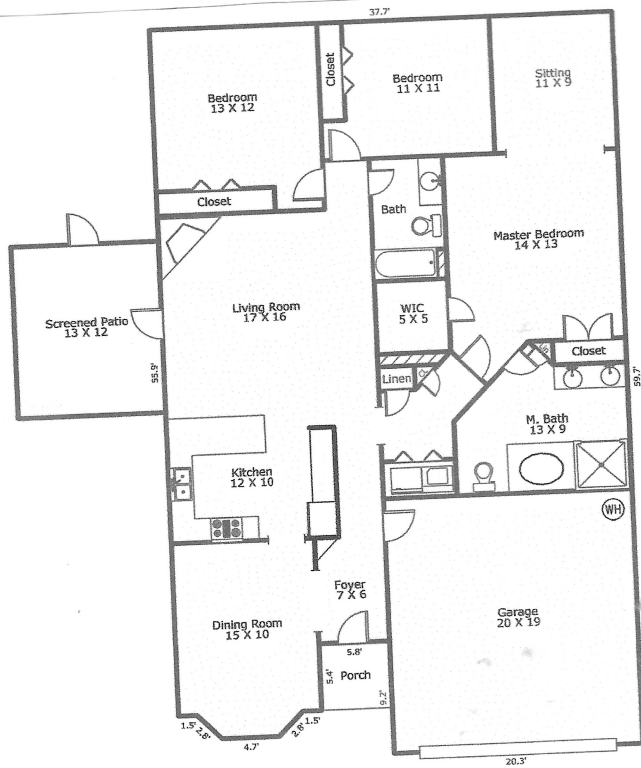 37.7'
Closet
Bedroom
11 X 11
Sitting
11 X 9
Bedroom
13 X 12
Closet
Bath
Master Bedroom
14 X 13
Screened Patio
13 X 12
Living Room
17 X 16
WIC
5 X 5
Closet
55.9'
59.7'
Linen
M. Bath
13 X 9
Kitchen
12 X 10
WH
Foyer
7 X 6
Garage
20 X 19
Dining Room
15 X 10
5.8'
5.4'
Porch
9.2'
1.5'
2.8'
4.7'
2.8'
1.5'
20.3'